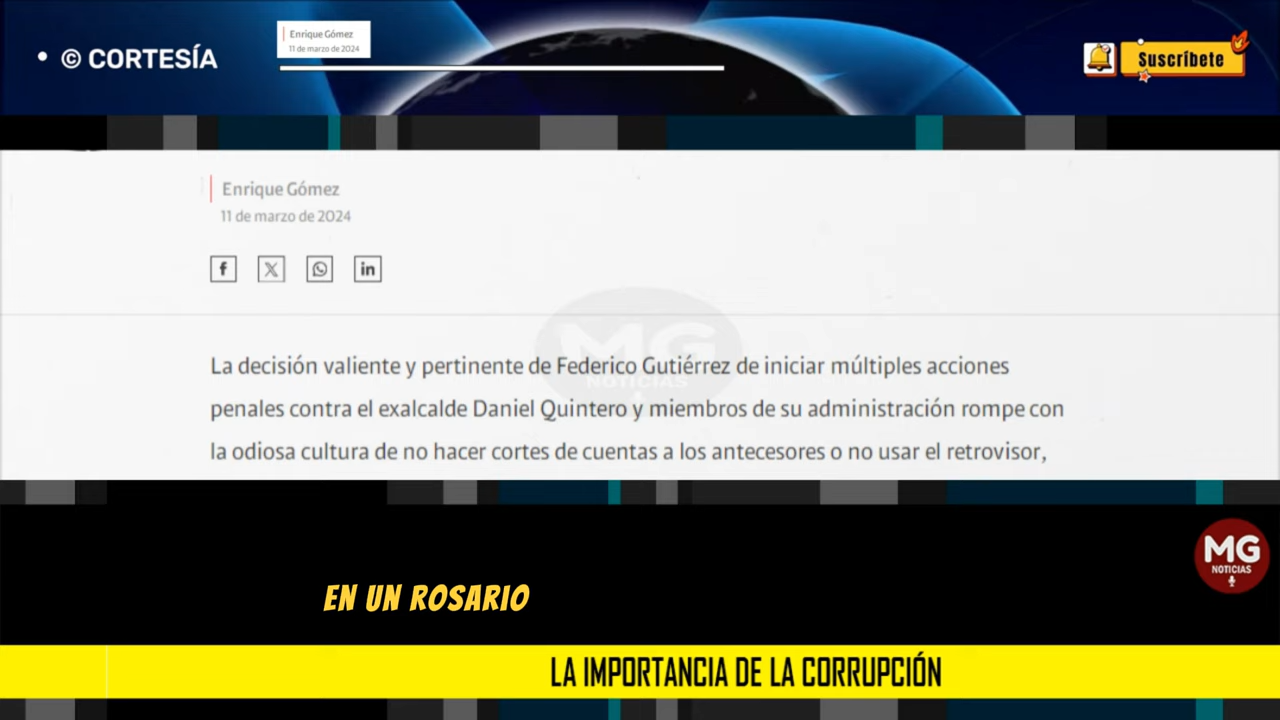 • © CORTESÍA
Enrique Gómez
11 de marzo de 2024
Suscríbete
Enrique Gómez
11 de marzo de 2024
La decisión valiente y pertinente de Federico Gutiérrez de iniciar múltiples acciones
penales contra el exalcalde Daniel Quintero y miembros de su administración rompe con
la odiosa cultura de no hacer cortes de cuentas a los antecesores o no usar el retrovisor,
MG
NOTICIAS
MG
NOTICIAS
EN UN ROSARIO
LA IMPORTANCIA DE LA CORRUPCIÓN